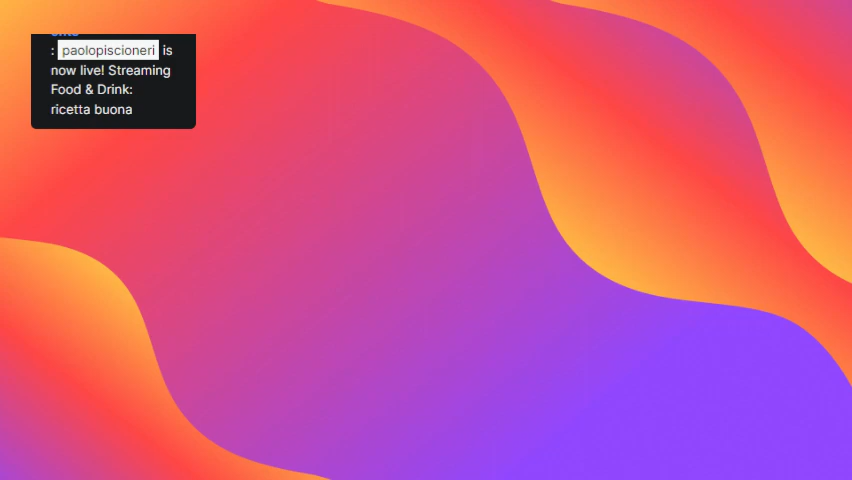 : paolopiscioneri is
now live! Streaming
Food & Drink:
ricetta buona